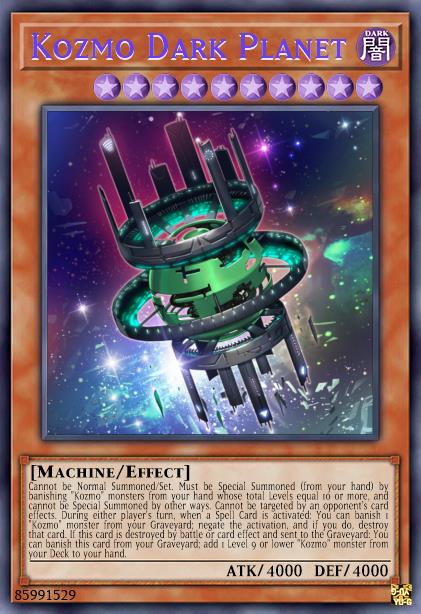 Kozmo Dark Planet
DARK
闇
[Machine/Effect]
Cannot be Normal Summoned/Set. Must be Special Summoned (from your hand) by
banishing "Kozmo" monsters from your hand whose total Levels equal 10 or more, and
cannot be Special Summoned by other ways. Cannot be targeted by an opponent's card
effects. During either player's turn, when a Spell Card is activated: You can banish 1
"Kozmo" monster from your Graveyard; negate the activation, and if you do, destroy
that card. If this card is destroyed by battle or card effect and sent to the Graveyard: You
can banish this card from your Graveyard; add 1 Level 9 or lower "Kozmo" monster from
your Deck to your hand.
ATK/4000 DEF/4000
85991529